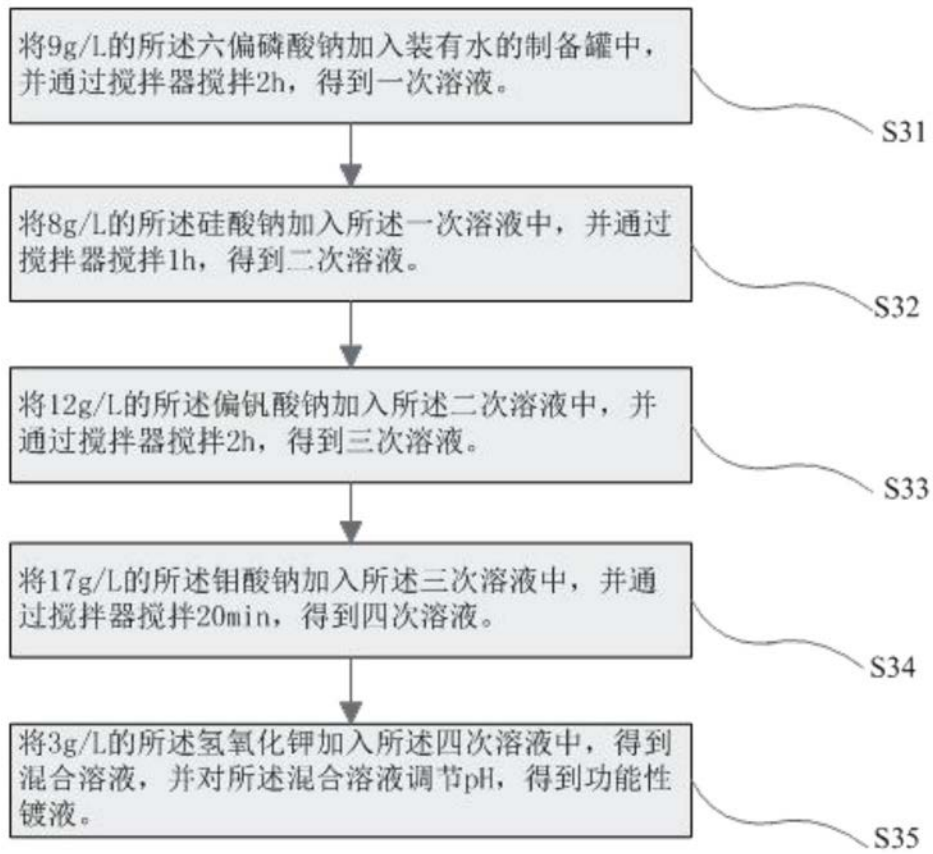 将9g/L的所述六偏磷酸钠加入装有水的制备罐中，
并通过搅拌器搅拌2h，得到一次溶液。
S31
将8g/L的所述硅酸钠加入所述一次溶液中，并通过
搅拌器搅拌1h，得到二次溶液。
S32
将12g/L的所述偏钒酸钠加入所述二次溶液中，并
通过搅拌器搅拌2h，得到三次溶液。
S33
将17g/L的所述钼酸钠加入所述三次溶液中，并通
过搅拌器搅拌20min，得到四次溶液。
S34
将3g/L的所述氢氧化钾加入所述四次溶液中，得到
混合溶液，并对所述混合溶液调节pH，得到功能性
镀液。
S35